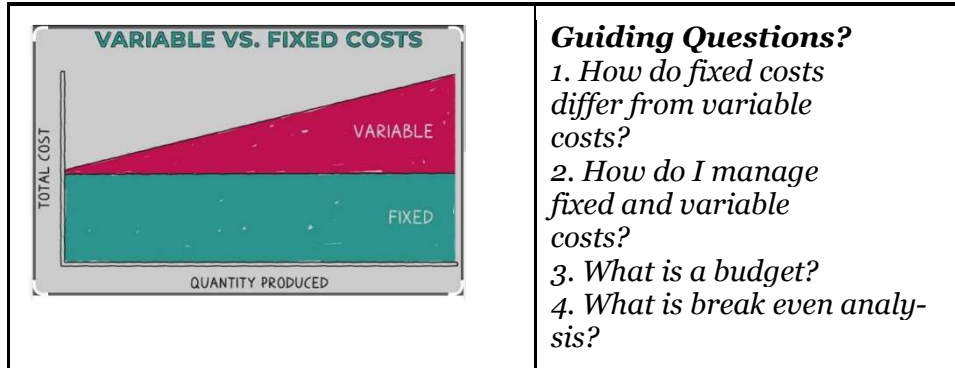 VARIABLE VS. FIXED COSTS
TOTAL COST
VARIABLE
FIXED
QUANTITY PRODUCED
Guiding Questions?
1. How do fixed costs
differ from variable
costs?
2. How do I manage
fixed and variable
costs?
3. What is a budget?
4. What is break even analy-
sis?